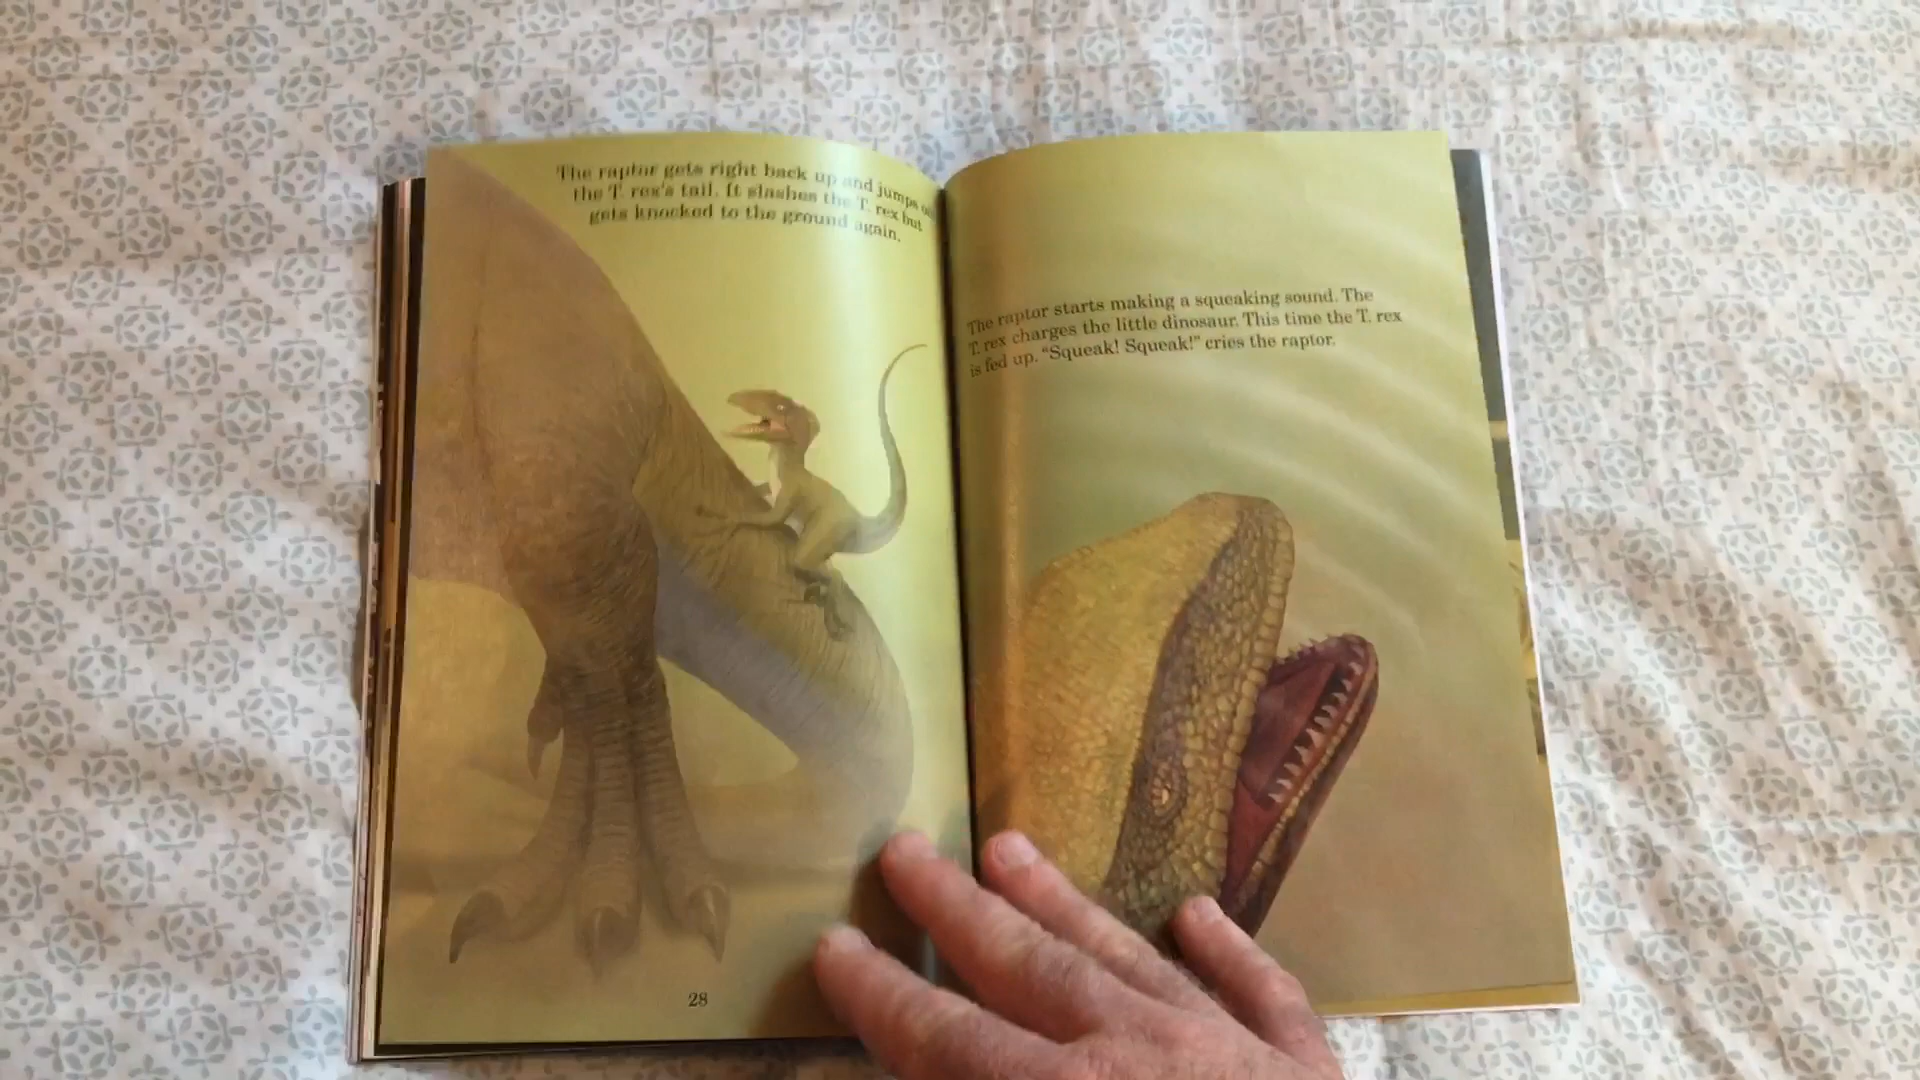 The raptor gets right back up and jumps on
the T. rex's tail. It slashes the T. rex but
gets knocked to the ground again.
28
The raptor starts making a squeaking sound. The
T. rex charges the little dinosaur. This time the T. rex
is fed up. “Squeak! Squeak!” cries the raptor.